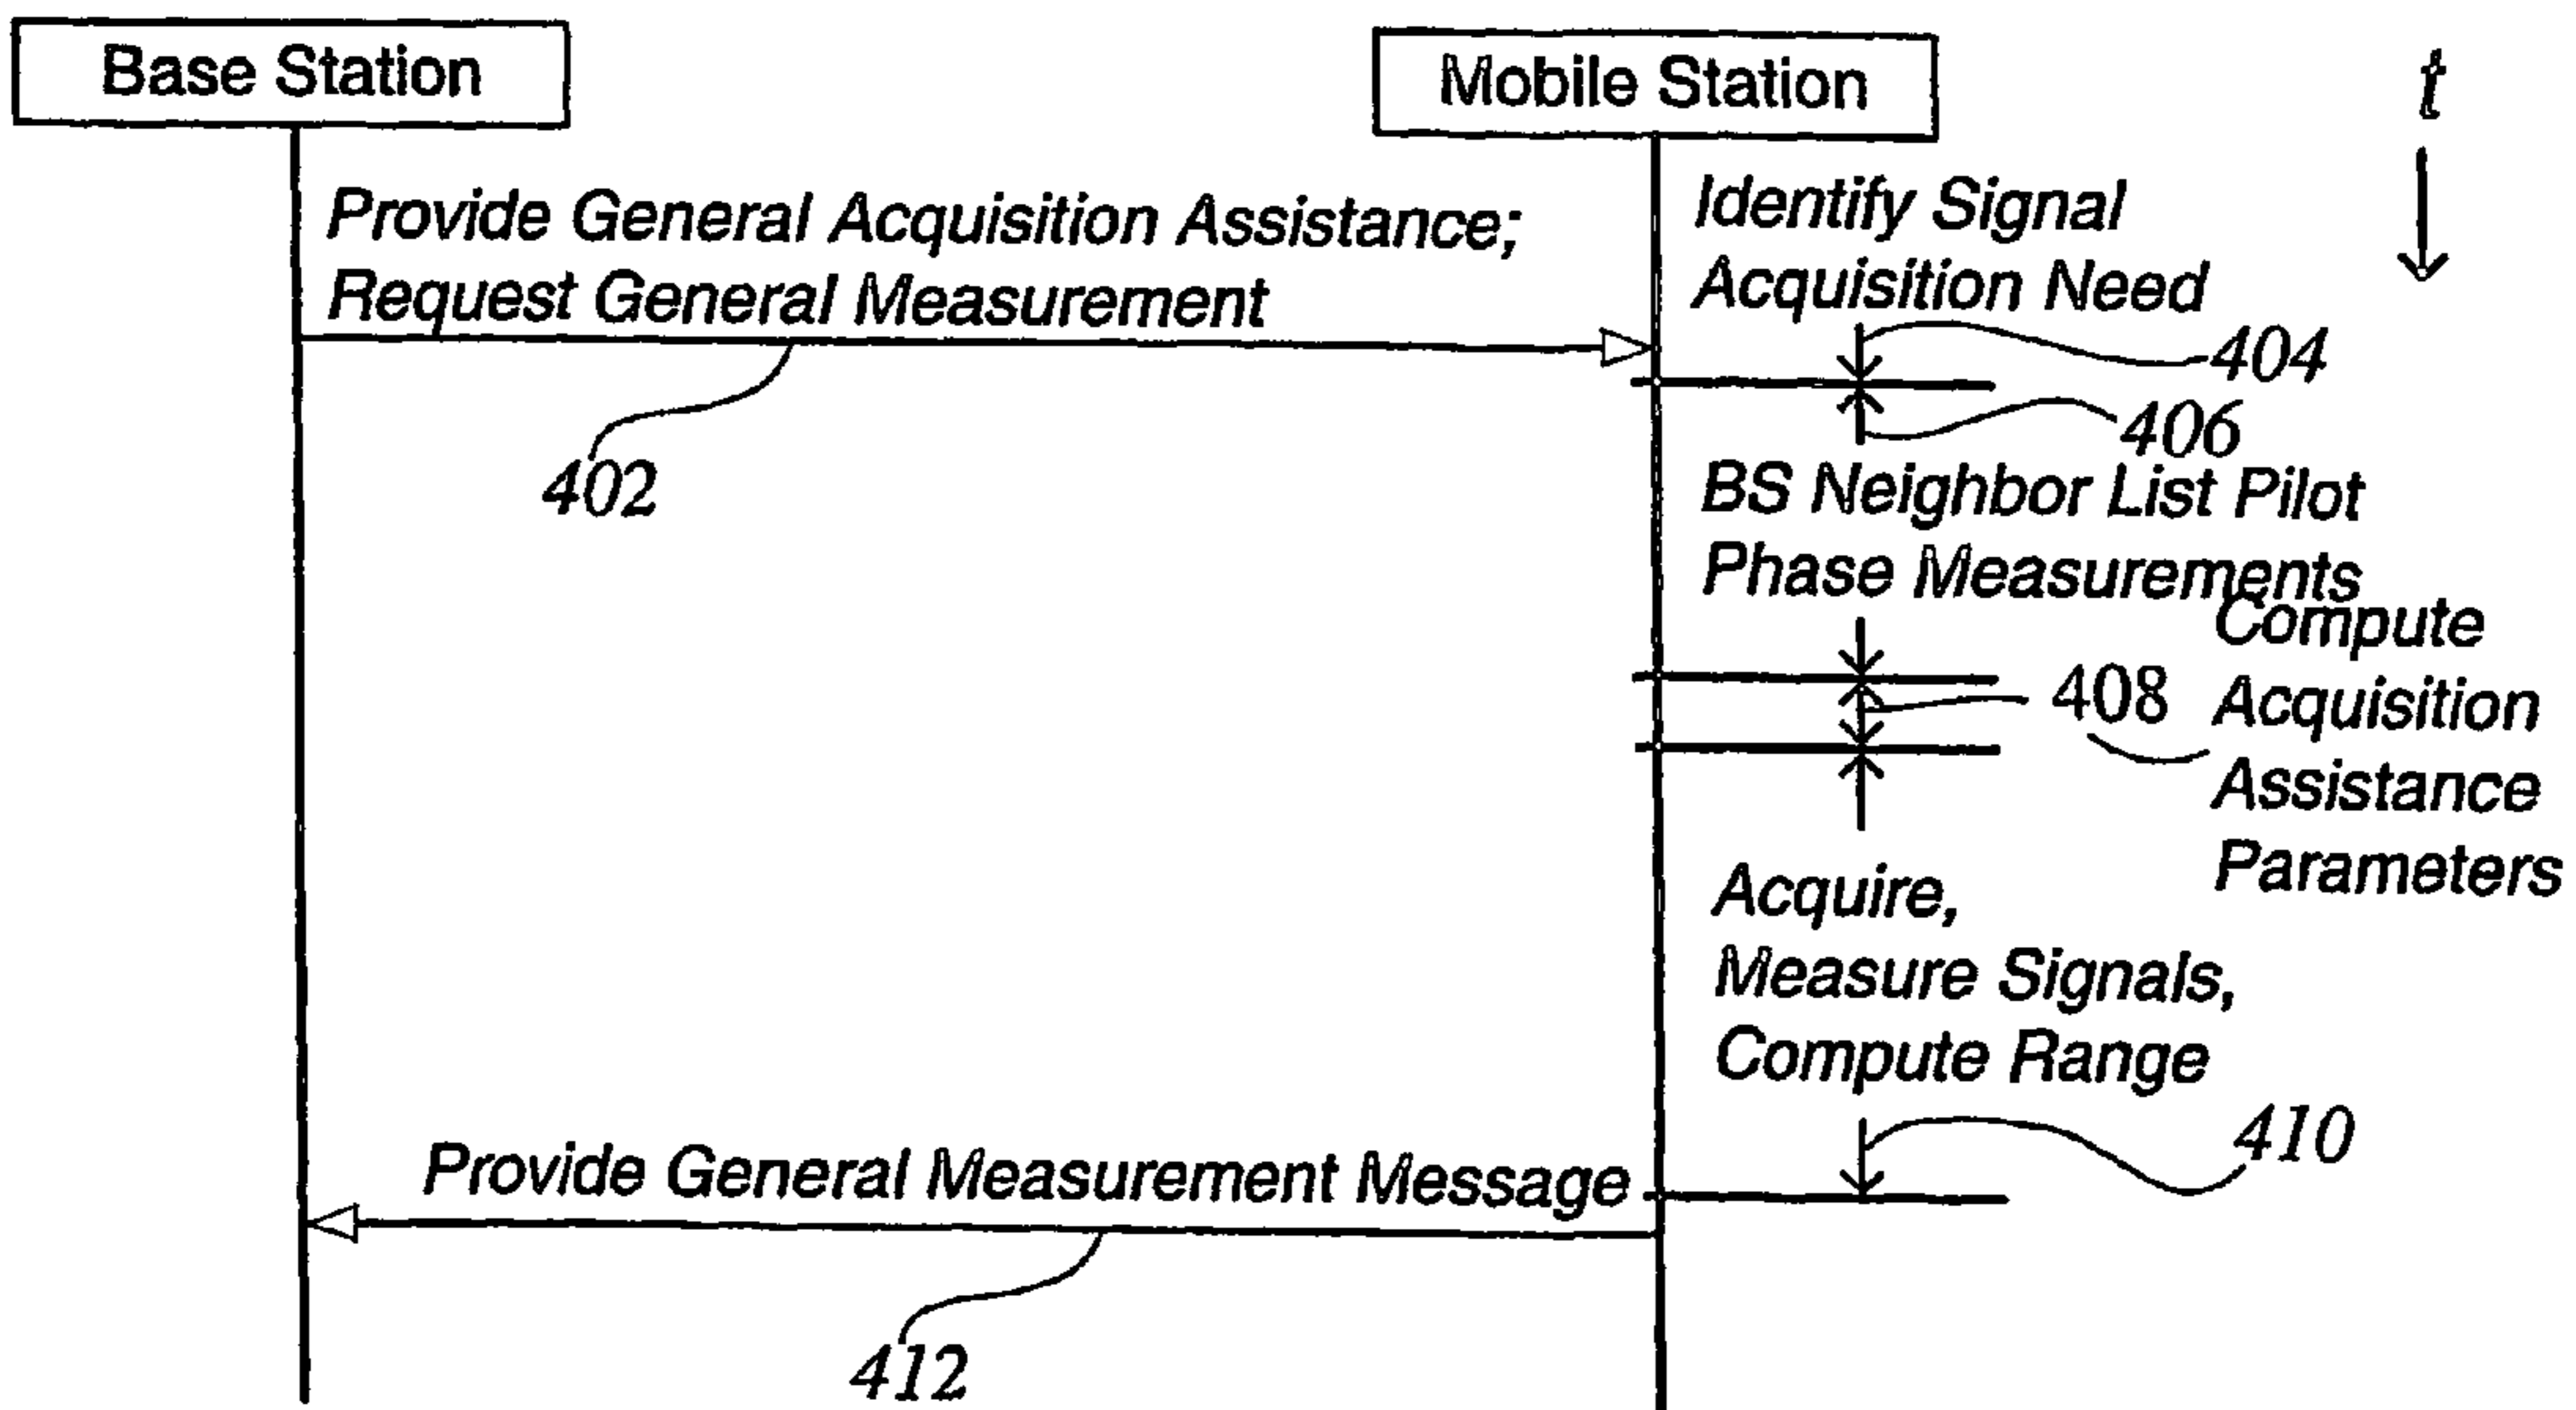 Base Station
Mobile Station
t
Provide General Acquisition Assistance;
Request General Measurement
402
Identify Signal
Acquisition Need
404
406
BS Neighbor List Pilot
Phase Measurements
408
Compute
Acquisition
Assistance
Parameters
Acquire,
Measure Signals,
Compute Range
410
Provide General Measurement Message
412